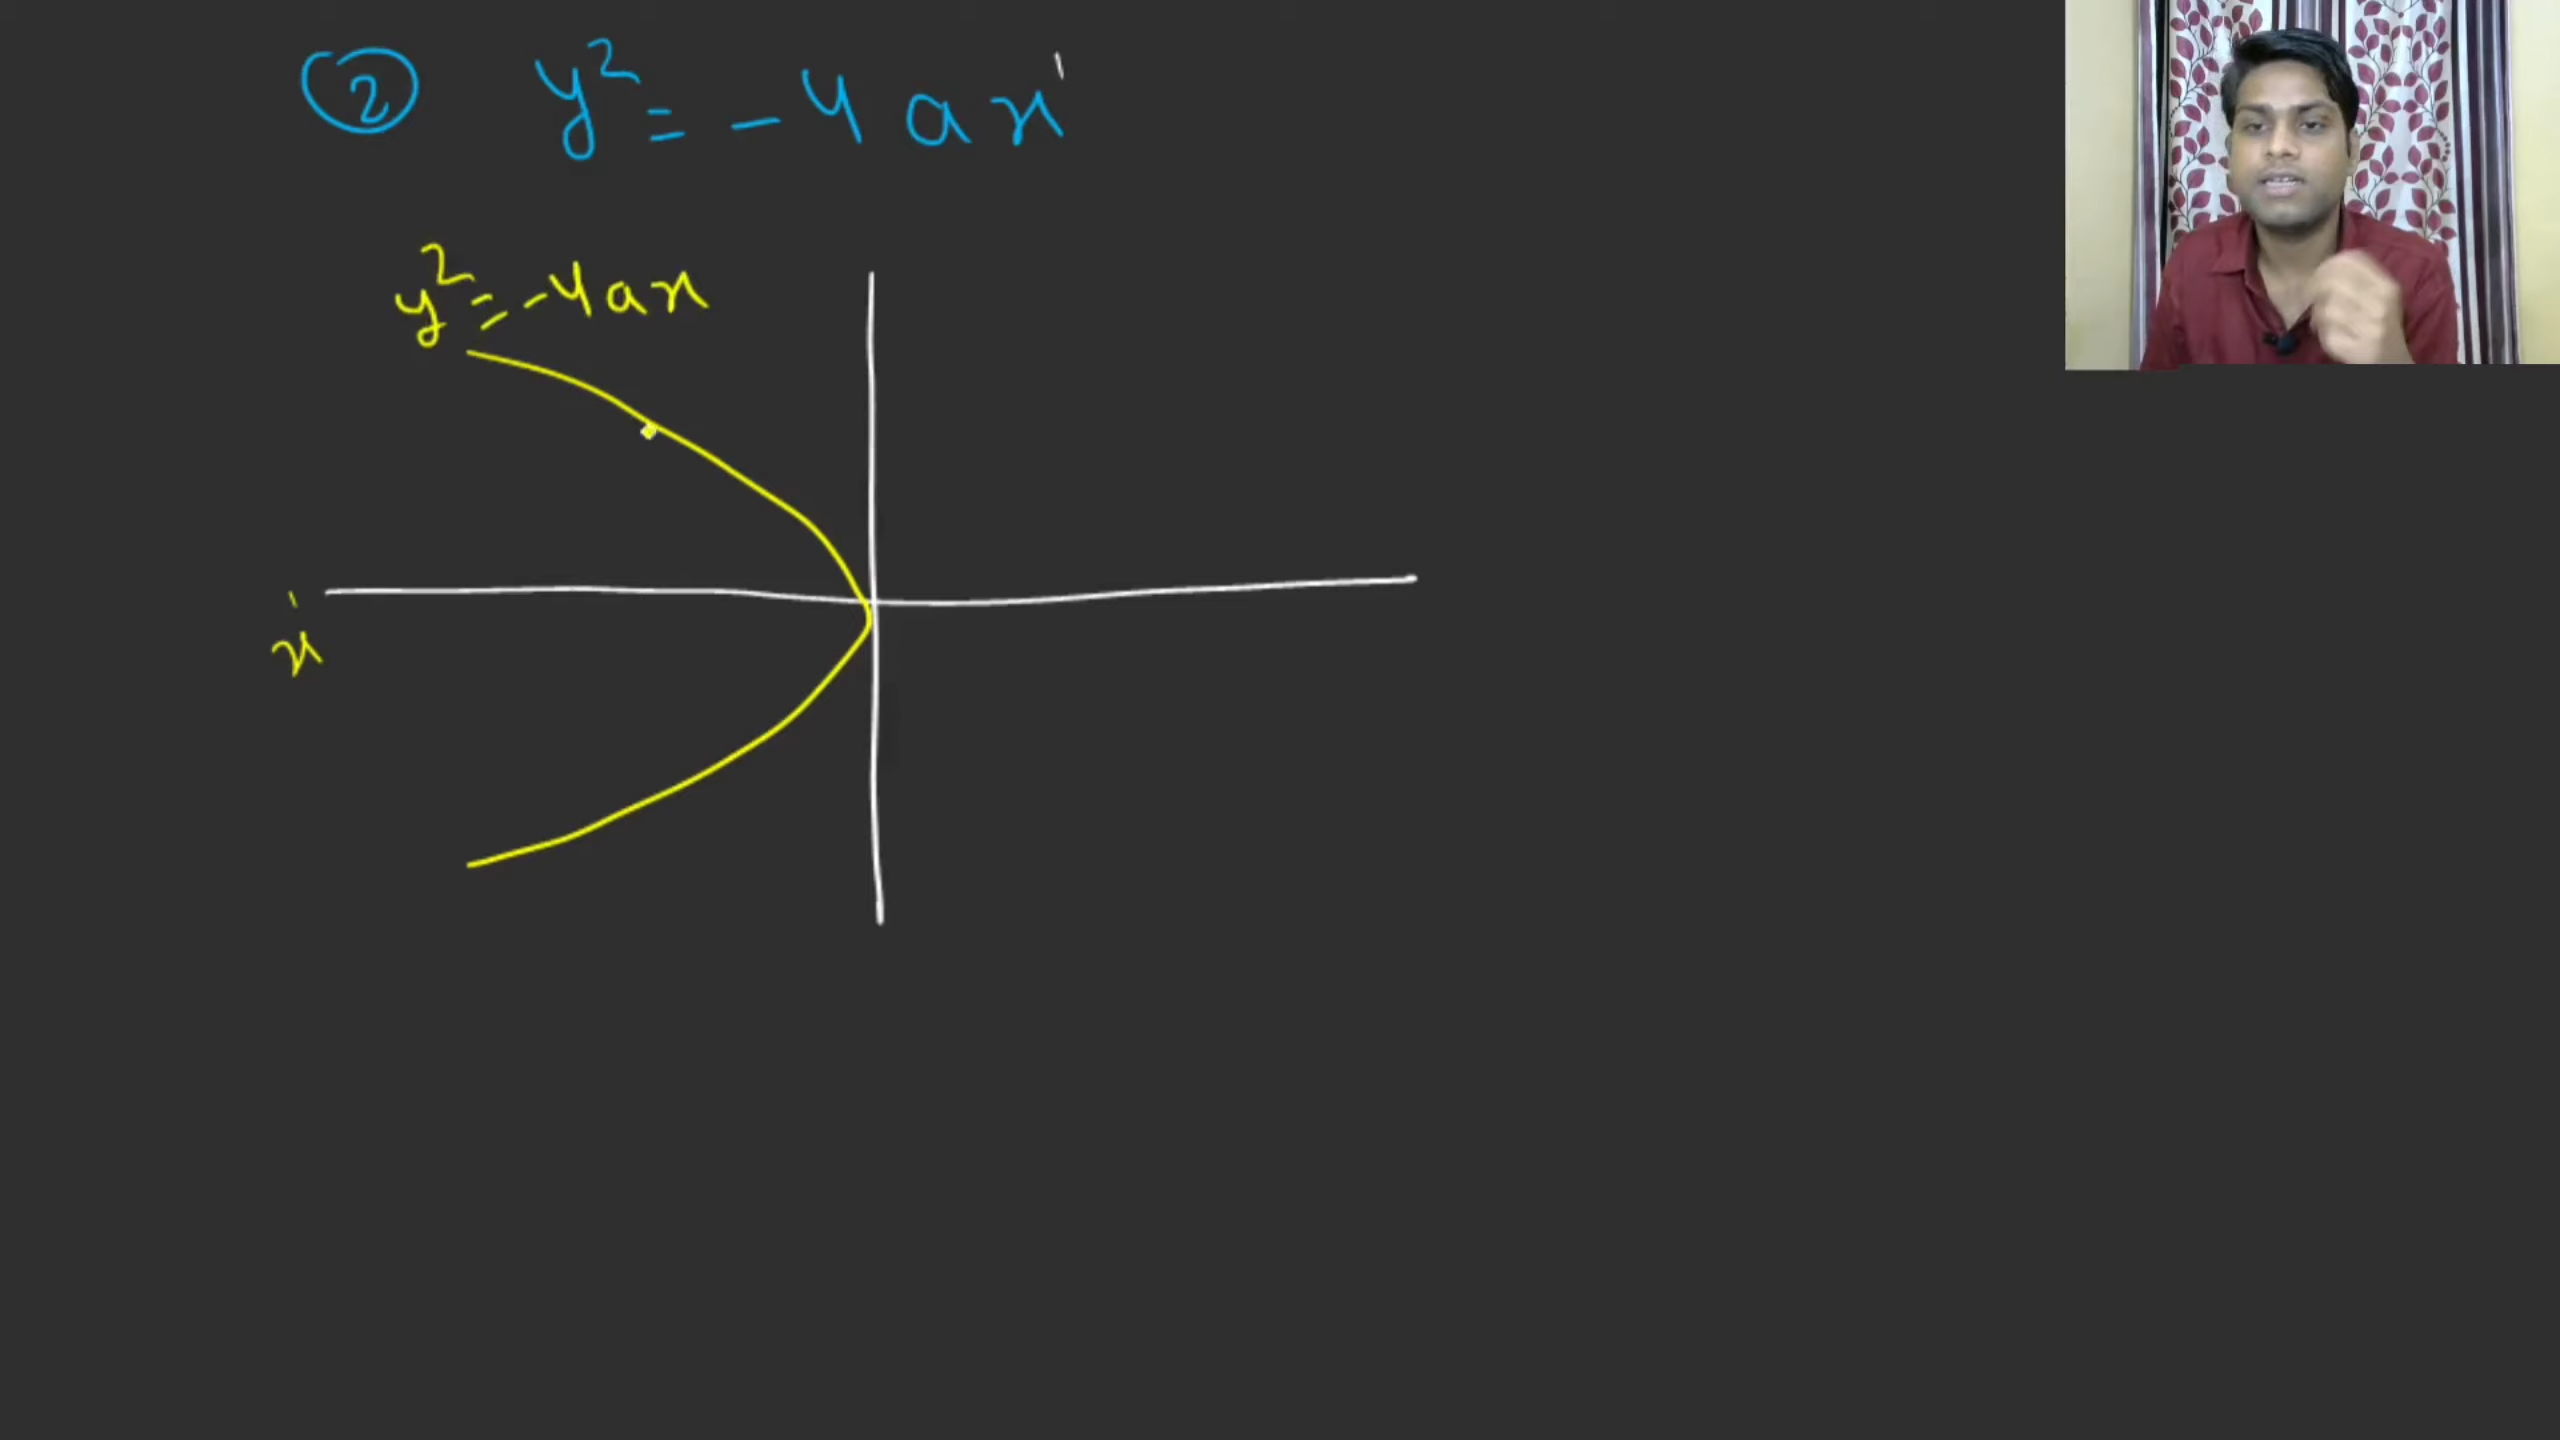 ② y² = -4ax'
y² = -4ax
x'